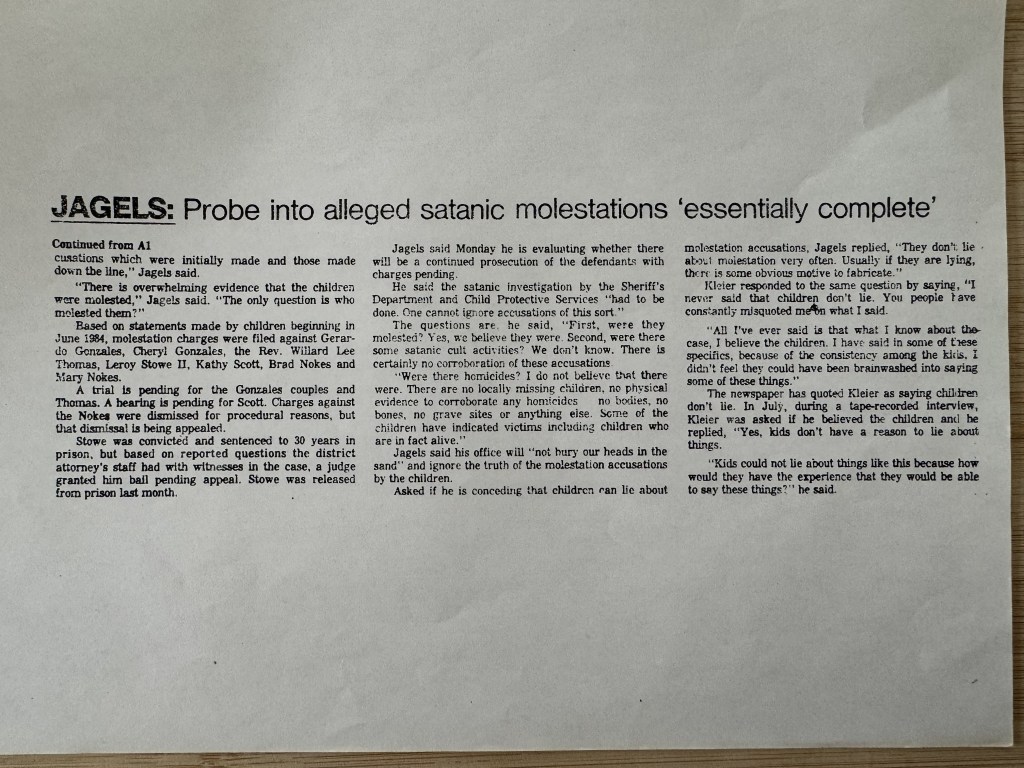 JAGELS: Probe into alleged satanic molestations ‘essentially complete’
Continued from A1
cusations which were initially made and those made
down the line,” Jagels said.
“There is overwhelming evidence that the children
were molested,” Jagels said. “The only question is who
molested them?”
Based on statements made by children beginning in
June 1984, molestation charges were filed against Gerar-
do Gonzales, Cheryl Gonzales, the Rev. Willard Lee
Thomas, Leroy Stowe II, Kathy Scott, Brad Nokes and
Mary Nokes.
A trial is pending for the Gonzales couples and
Thomas. A hearing is pending for Scott. Charges against
the Nokes were dismissed for procedural reasons, but
that dismissal is being appealed.
Stowe was convicted and sentenced to 30 years in
prison, but based on reported questions the district
attorney’s staff had with witnesses in the case, a judge
granted him bail pending appeal. Stowe was released
from prison last month.
Jagels said Monday he is evaluating whether there
will be a continued prosecution of the defendants with
charges pending.
He said the satanic investigation by the Sheriff’s
Department and Child Protective Services “had to be
done. One cannot ignore accusations of this sort.”
The questions are, he said, “First, were they
molested? Yes, we believe they were. Second, were there
some satanic cult activities? We don’t know. There is
certainly no corroboration of these accusations.
“Were there homicides? I do not believe that there
were. There are no locally missing children, no physical
evidence to corroborate any homicides no bodies, no
bones, no grave sites or anything else. Some of the
children have indicated victims including children who
are in fact alive.”
Jagels said his office will “not bury our heads in the
sand” and ignore the truth of the molestation accusations
by the children.
Asked if he is conceding that children can lie about
molestation accusations, Jagels replied, “They don’t lie
about molestation very often. Usually if they are lying,
there is some obvious motive to fabricate.”
Kleier responded to the same question by saying, “I
never said that children don’t lie. You people have
constantly misquoted me on what I said.
“All I’ve ever said is that what I know about the
case, I believe the children. I have said in some of these
specifics, because of the consistency among the kids, I
didn’t feel they could have been brainwashed into saying
some of these things.”
The newspaper has quoted Kleier as saying children
don’t lie. In July, during a tape-recorded interview,
Kleier was asked if he believed the children and he
replied, “Yes, kids don’t have a reason to lie about
things.
“Kids could not lie about things like this because how
would they have the experience that they would be able
to say these things?” he said.